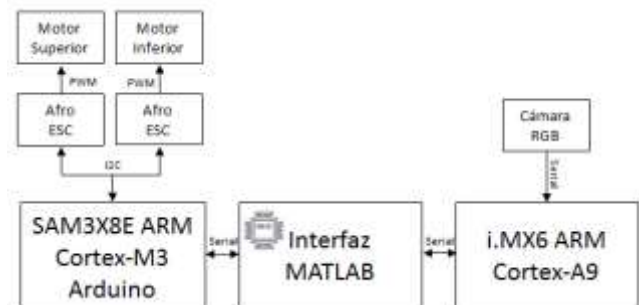 Motor
Superior
Motor
Inferior
PWM
PWM
Afro
ESC
Afro
ESC
I2C
Cámara
RGB
Serial
SAM3X8E ARM
Cortex-M3
Arduino
Serial
Interfaz
MATLAB
Serial
i.MX6 ARM
Cortex-A9